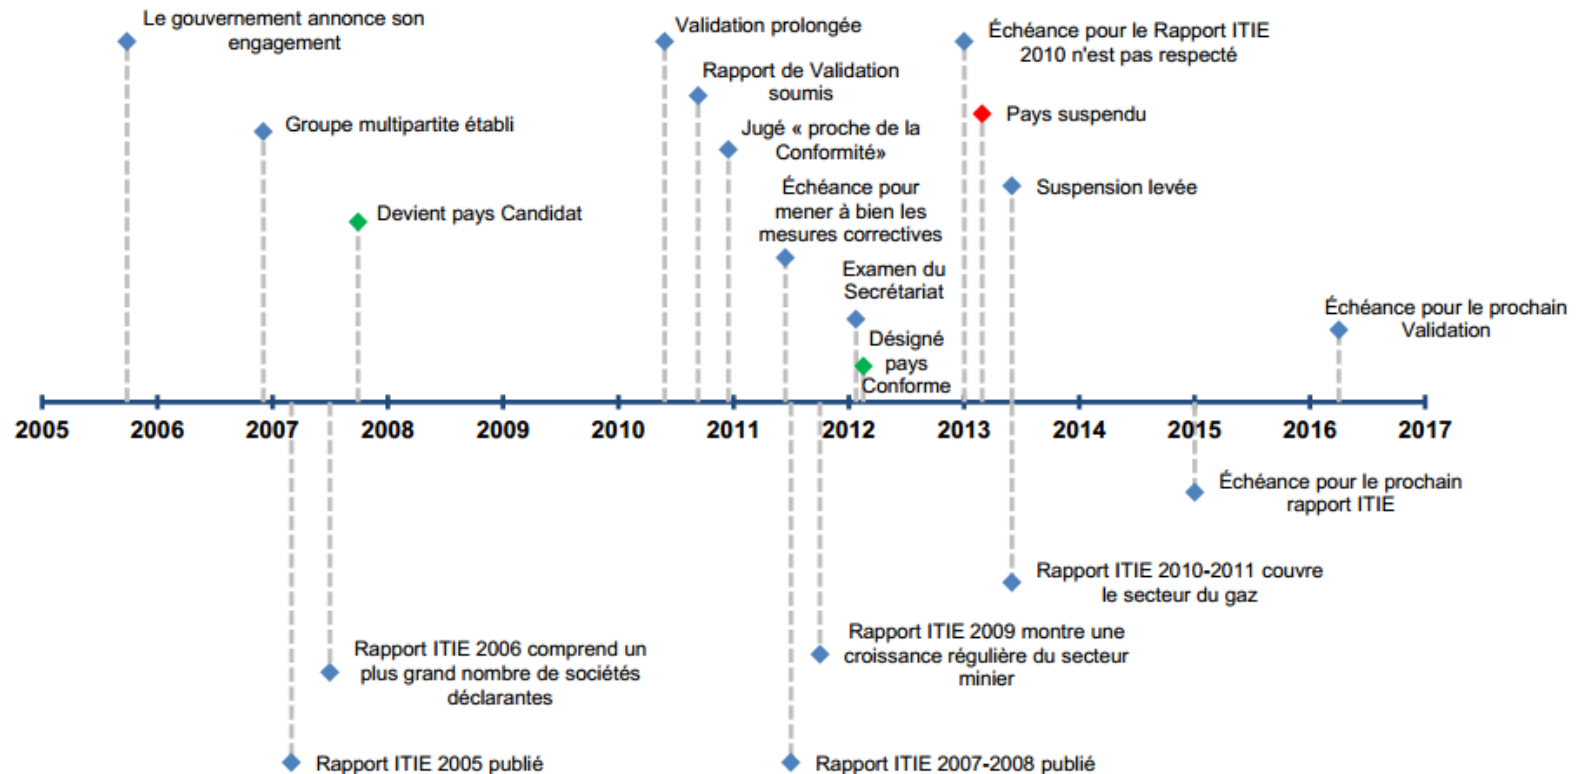 Le gouvernement annonce son
engagement
Groupe multipartite établi
Devient pays Candidat
Validation prolongée
Rapport de Validation
soumis
Jugé « proche de la
Conformité»
Échéance pour
mener à bien les
mesures correctives
Examen du
Secrétariat
Désigné
pays
Conforme
Échéance pour le Rapport ITIE
2010 n'est pas respecté
Pays suspendu
Suspension levée
Échéance pour le prochain
Validation
2005 2006 2007 2008 2009 2010 2011 2012 2013 2014 2015 2016 2017
Échéance pour le prochain
rapport ITIE
Rapport ITIE 2010-2011 couvre
le secteur du gaz
Rapport ITIE 2009 montre une
croissance régulière du secteur
minier
Rapport ITIE 2006 comprend un
plus grand nombre de sociétés
déclarantes
Rapport ITIE 2005 publié
Rapport ITIE 2007-2008 publié